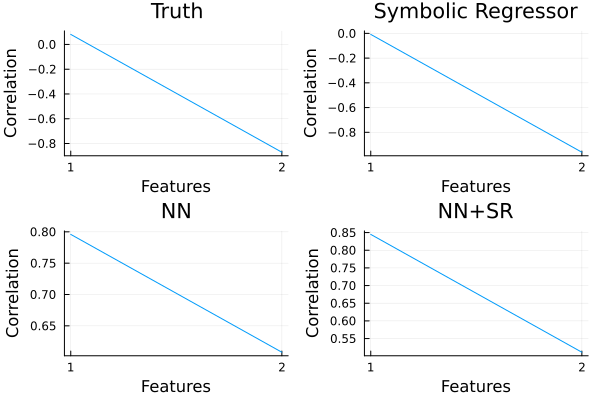 Truth
Correlation
0.0
−0.2
−0.4
−0.6
−0.8
1
2
Features
Symbolic Regressor
Correlation
0.0
−0.2
−0.4
−0.6
−0.8
1
2
Features
NN
Correlation
0.80
0.75
0.70
0.65
1
2
Features
NN+SR
Correlation
0.85
0.80
0.75
0.70
0.65
0.60
0.55
1
2
Features